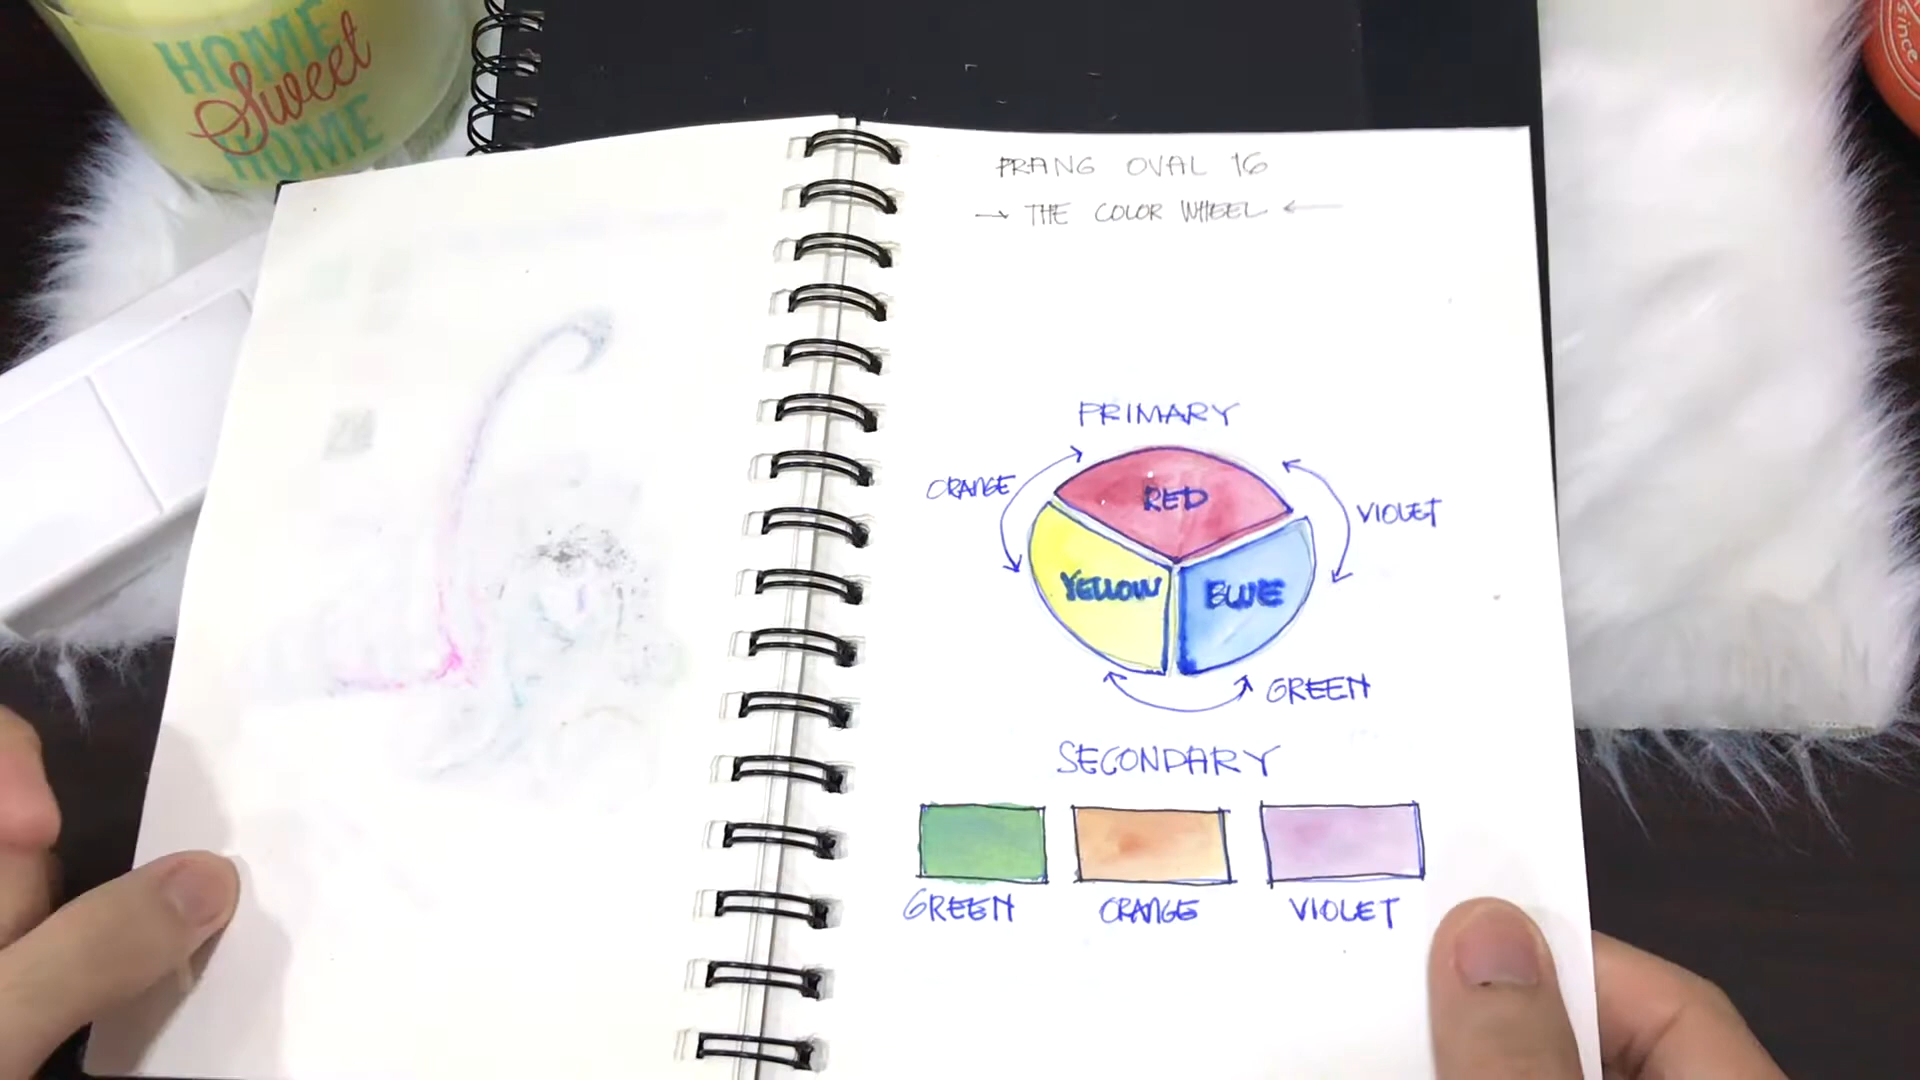 HOME
Sweet
HOME
since
PRANG OVAL 16
→ THE COLOR WHEEL ←
PRIMARY
ORANGE
RED
VIOLET
YELLOW
BLUE
GREEN
SECONDARY
GREEN
ORANGE
VIOLET